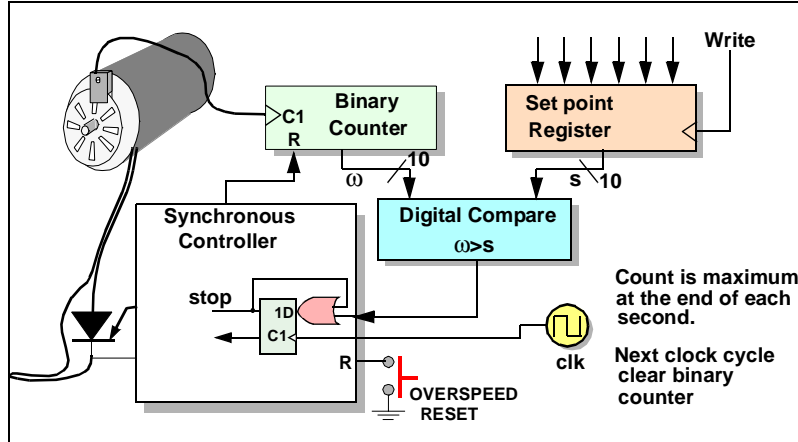 Write
Binary
Counter
C1
R
Set point
Register
10
ω
s
10
Synchronous
Controller
Digital Compare
ω>s
stop
1D
C1
clk
R
OVERSPEED
RESET
Count is maximum
at the end of each
second.
Next clock cycle
clear binary
counter